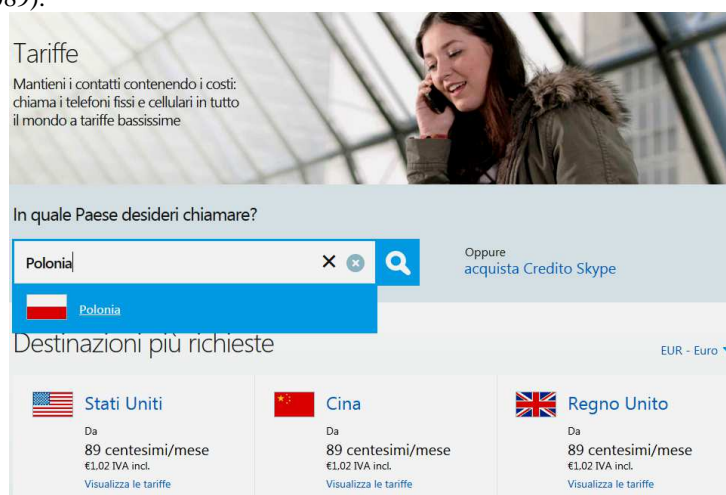 089).
Tariffe
Mantieni i contatti contenendo i costi:
chiama i telefoni fissi e cellulari in tutto
il mondo a tariffe bassissime
In quale Paese desideri chiamare?
Polonia
Oppure
acquista Credito Skype
Polonia
Destinazioni più richieste
EUR - Euro
Stati Uniti
Da
89 centesimi/mese
€1,02 IVA incl.
Visualizza le tariffe
Cina
Da
89 centesimi/mese
€1,02 IVA incl.
Visualizza le tariffe
Regno Unito
Da
89 centesimi/mese
€1,02 IVA incl.
Visualizza le tariffe